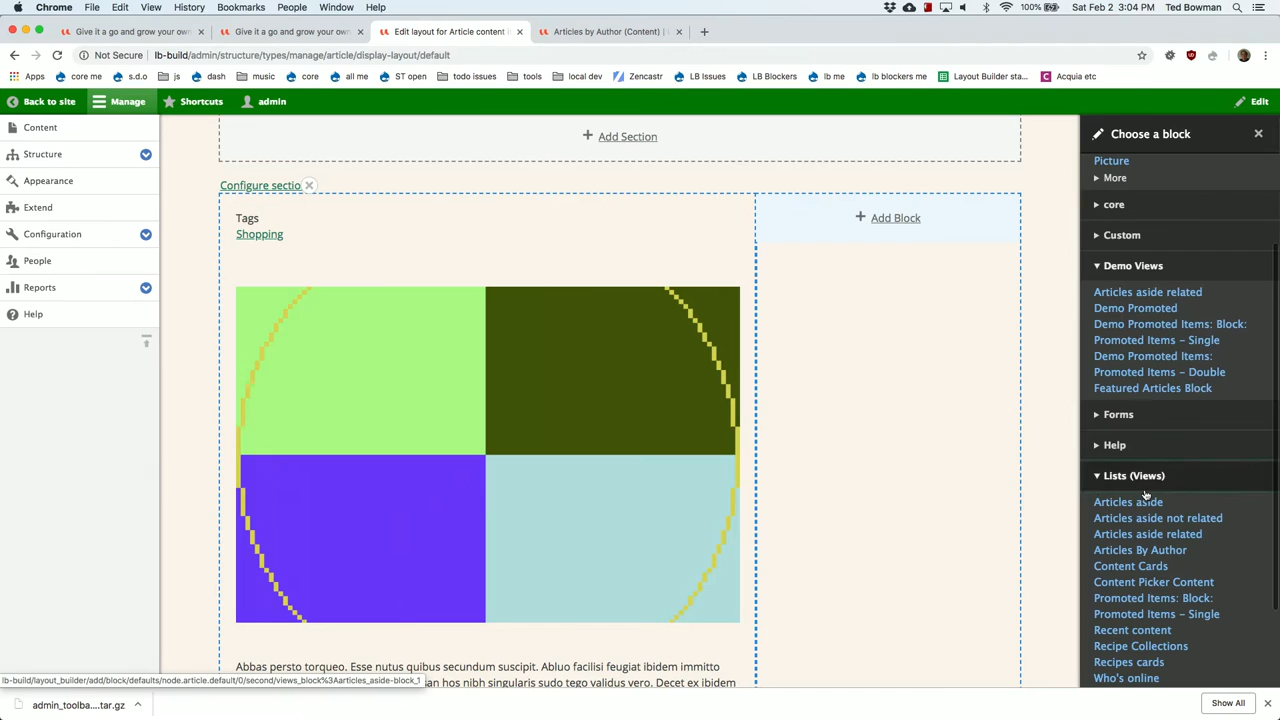 Chrome File Edit View History Bookmarks People Window Help 100% Sat Feb 2 3:04 PM Ted Bowman
Give it a go and grow your own
Give it a go and grow your own
Edit layout for Article content
Articles by Author (Content) |
Not Secure lb-build/admin/structure/types/manage/article/display-layout/default
Apps core me s.d.o js dash music core all me ST open todo issues tools local dev Zencastr LB Issues LB Blockers lb me lb blockers me Layout Builder sta... Acquia etc
Back to site Manage Shortcuts admin Edit
Content
Structure
Appearance
Extend
Configuration
People
Reports
Help
Add Section
Configure sectio
Tags
Shopping
Add Block
Abbas persto torqueo. Esse nutus quibus secundum suscipit. Abluo facilisi feugiat ibidem immitto
an hos nibh singularis sudo tego validus vero. Decet ex ibidem
Choose a block
Picture
More
core
Custom
Demo Views
Articles aside related
Demo Promoted
Demo Promoted Items: Block:
Promoted Items - Single
Demo Promoted Items:
Promoted Items - Double
Featured Articles Block
Forms
Help
Lists (Views)
Articles aside
Articles aside not related
Articles aside related
Articles By Author
Content Cards
Content Picker Content
Promoted Items: Block:
Promoted Items - Single
Recent content
Recipe Collections
Recipes cards
Who's online
lb-build/layout_builder/add/block/defaults/node.article.default/0/second/views_block%3Aarticles_aside-block_1
admin_toolba....tar.gz
Show All